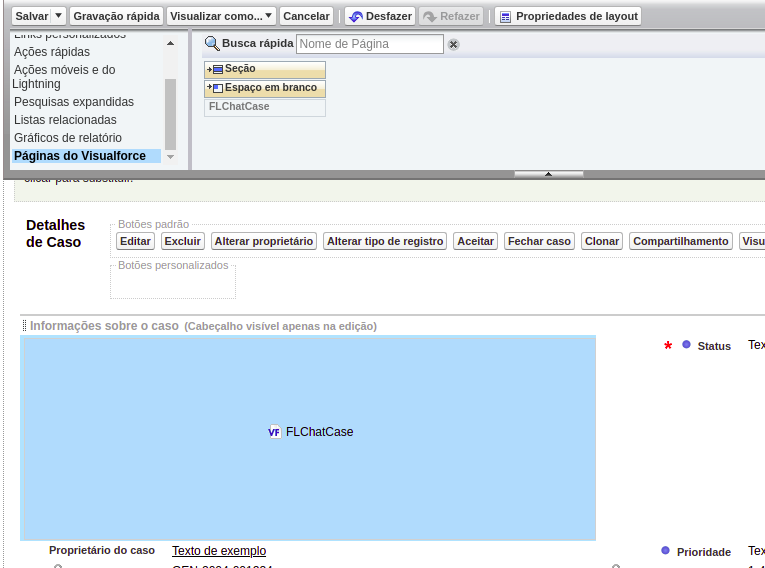 Salvar Gravação rápida Visualizar como... Cancelar Desfazer Refazer Propriedades de layout
Links personalizados
Ações rápidas
Ações móveis e do
Lightning
Pesquisas expandidas
Listas relacionadas
Gráficos de relatório
Páginas do Visualforce
Busca rápida Nome de Página
Seção
Espaço em branco
FLChatCase
clicar para substituir.
Detalhes
de Caso
Botões padrão
Editar Excluir Alterar proprietário Alterar tipo de registro Aceitar Fechar caso Clonar Compartilhamento Visu
Botões personalizados
Informações sobre o caso (Cabeçalho visível apenas na edição)
* Status Tex
VF FLChatCase
Proprietário do caso Texto de exemplo
Prioridade Tex